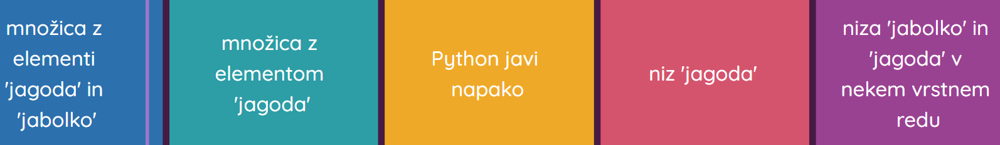 množica z
elementi
'jagoda' in
'jabolko'
množica z
elementom
'jagoda'
Python javi
napako
niz 'jagoda'
niza 'jabolko' in
'jagoda' v
nekem vrstnem
redu